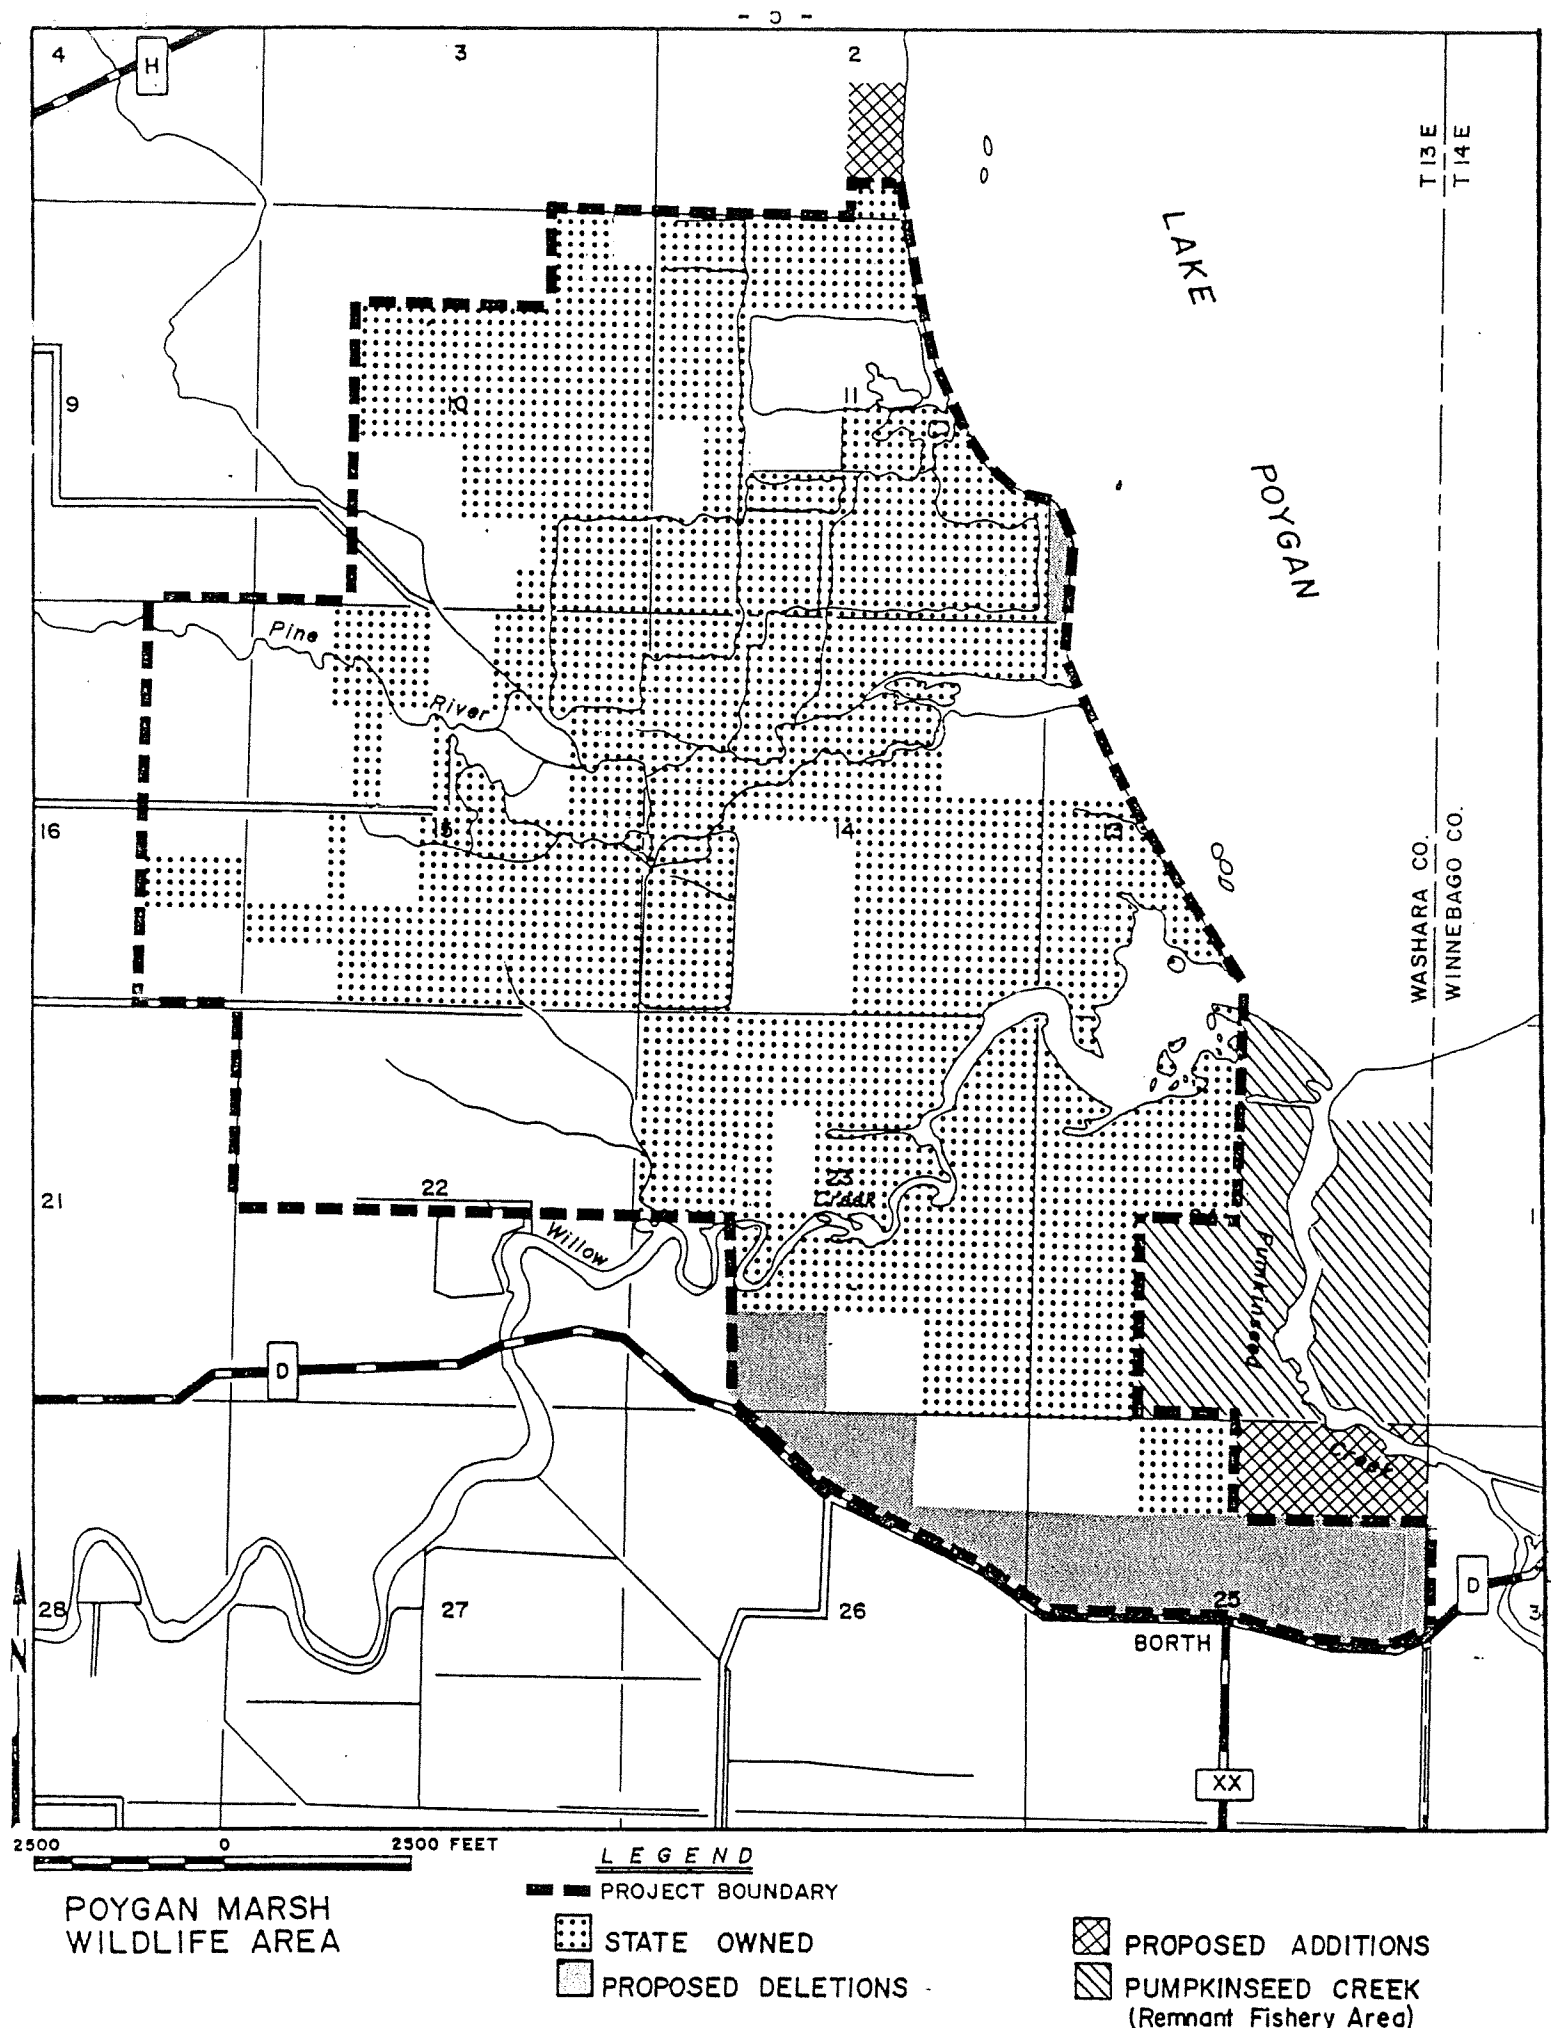 - 5 -
4
3
2
H
T13E
T14E
LAKE
9
10
11
POYGAN
Pine
River
16
15
14
13
WASHARA CO.
WINNEBAGO CO.
21
22
23
Creek
1
Willow
Pumkinseed
D
Creek
28
27
26
25
D
3
BORTH
N
XX
2500 0 2500 FEET
LEGEND
PROJECT BOUNDARY
POYGAN MARSH
WILDLIFE AREA
STATE OWNED
PROPOSED DELETIONS
PROPOSED ADDITIONS
PUMPKINSEED CREEK
(Remnant Fishery Area)